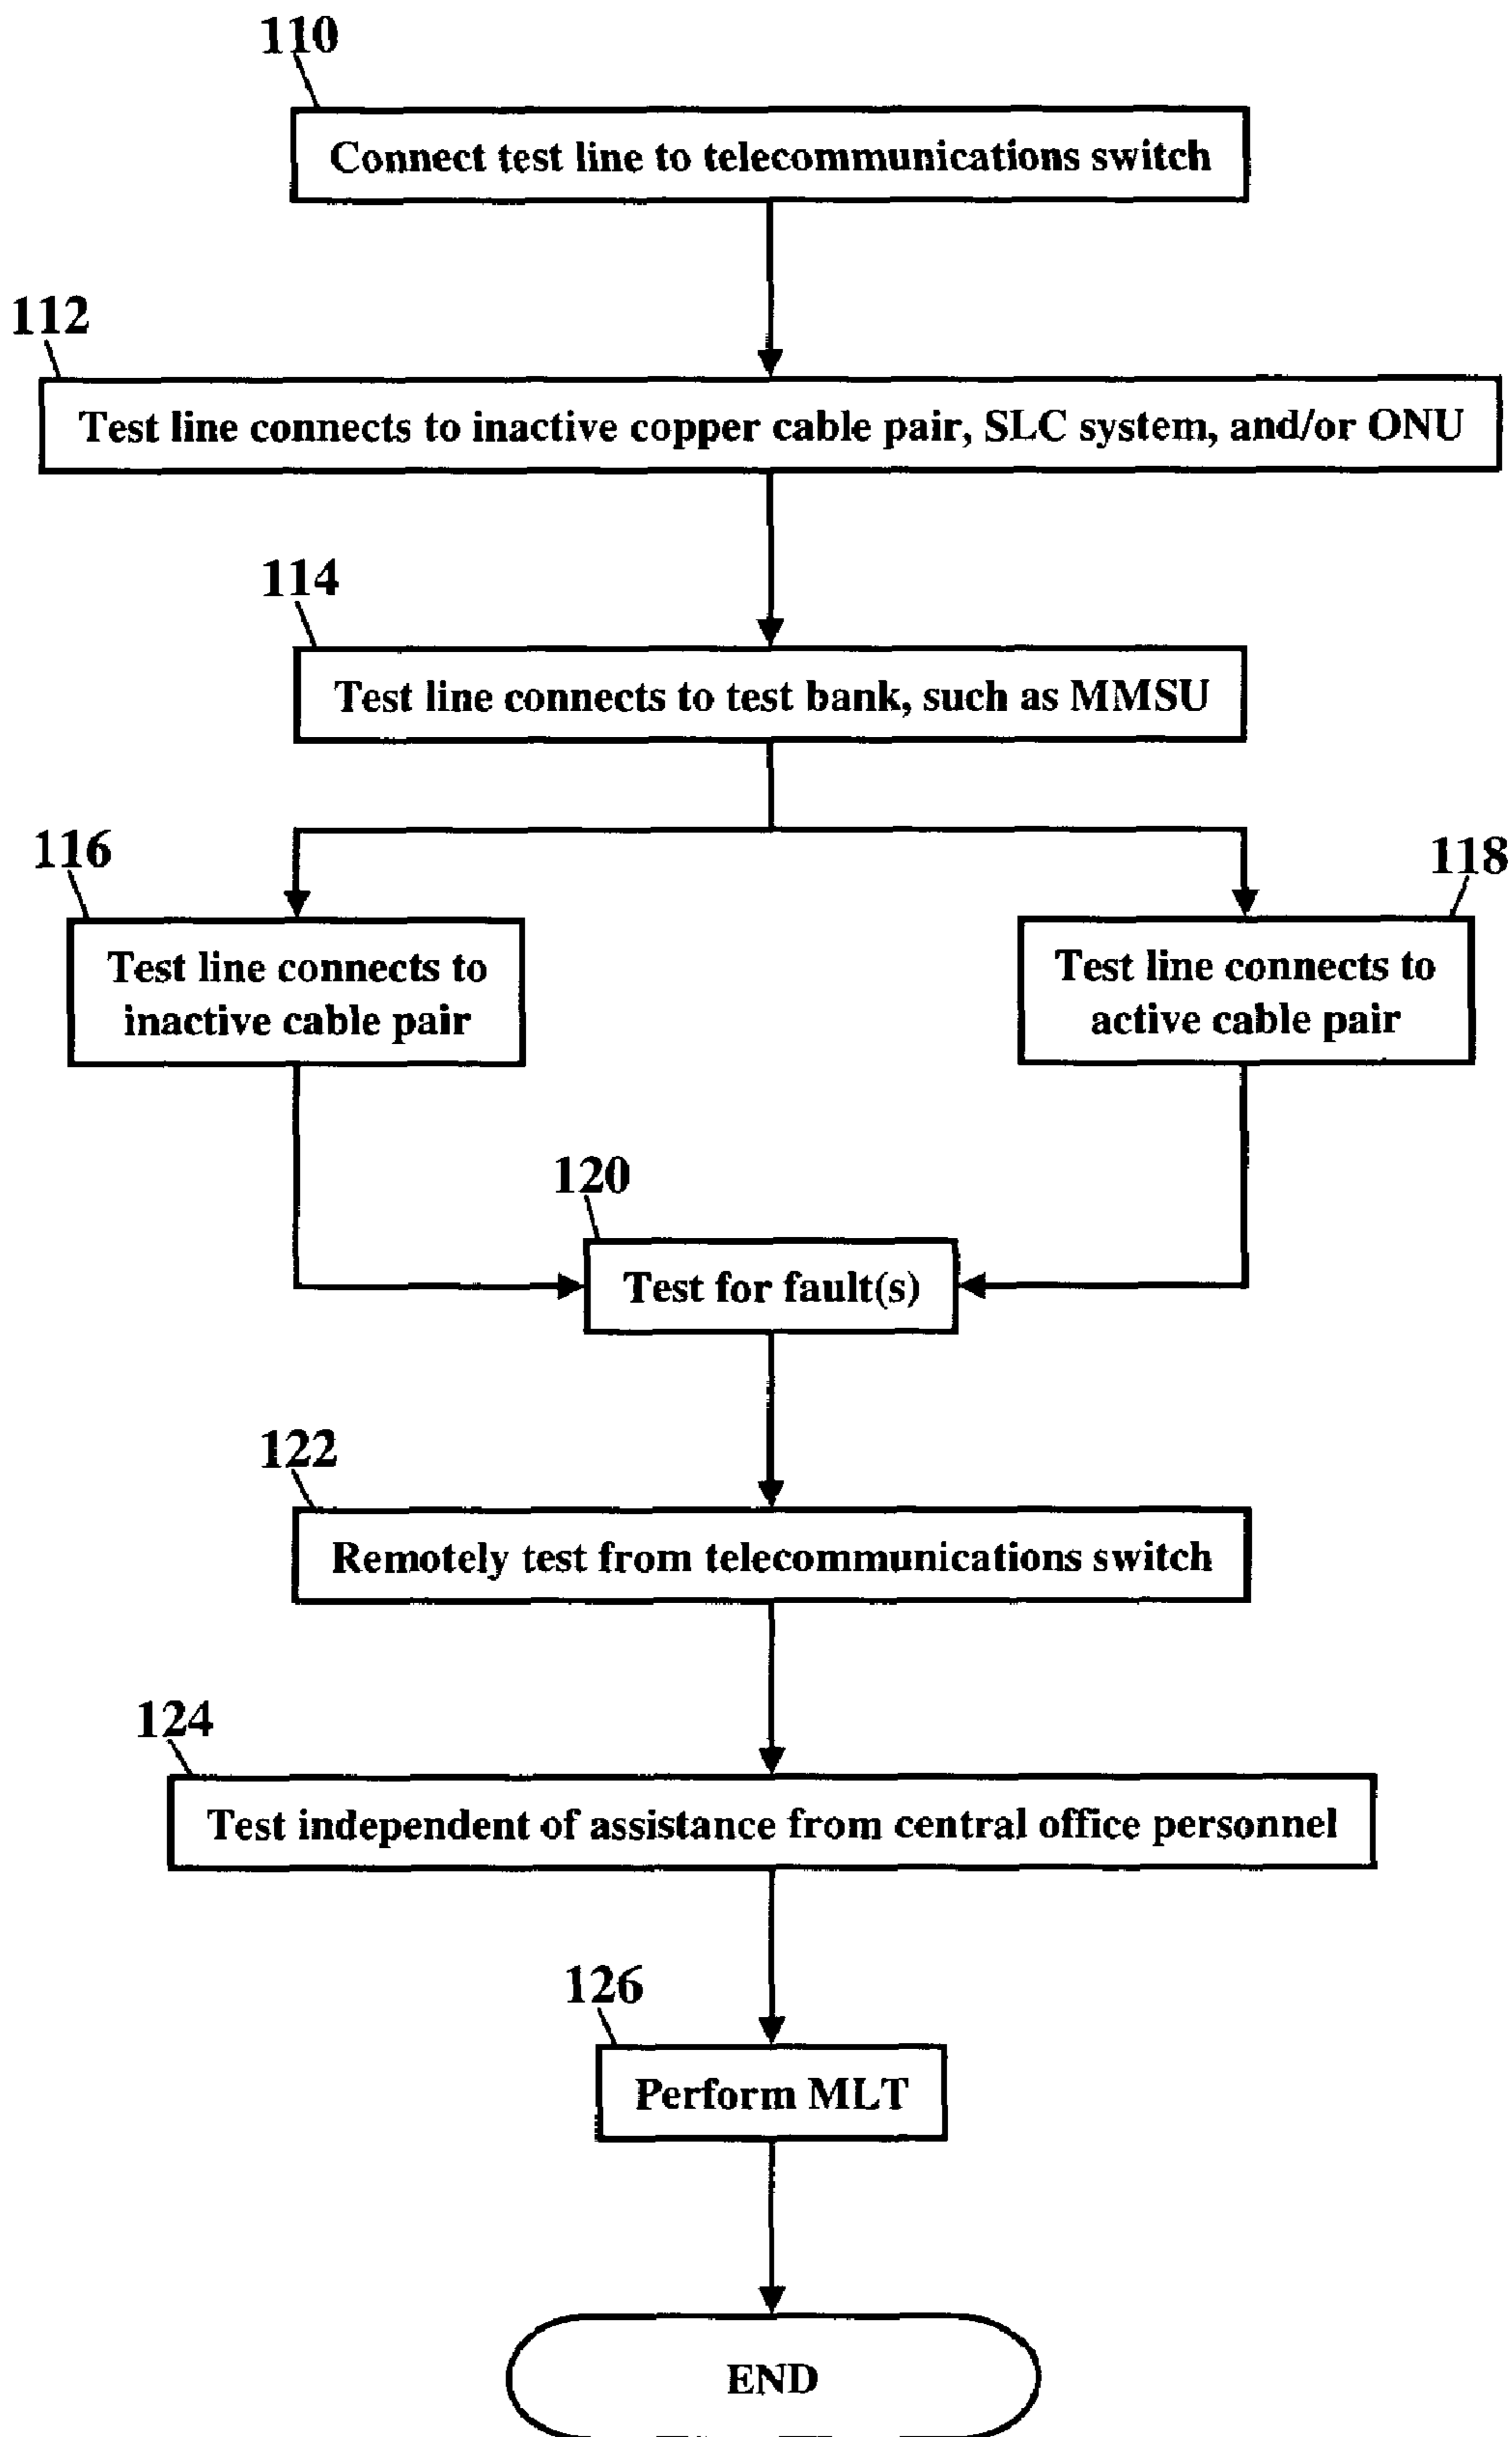 110
Connect test line to telecommunications switch
112
Test line connects to inactive copper cable pair, SLC system, and/or ONU
114
Test line connects to test bank, such as MMSU
116
Test line connects to
inactive cable pair
118
Test line connects to
active cable pair
120
Test for fault(s)
122
Remotely test from telecommunications switch
124
Test independent of assistance from central office personnel
126
Perform MLT
END